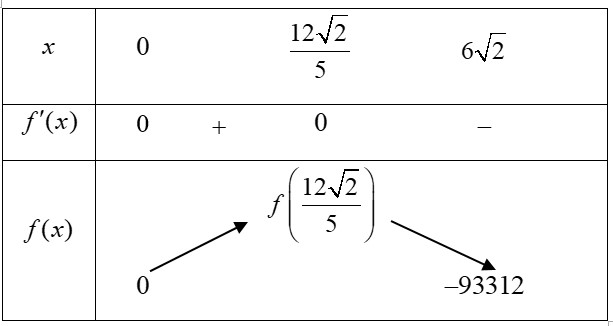 x 0 12√2/5 6√2
f′(x) 0 + 0 –
f(x) 0 f(12√2/5) –93312